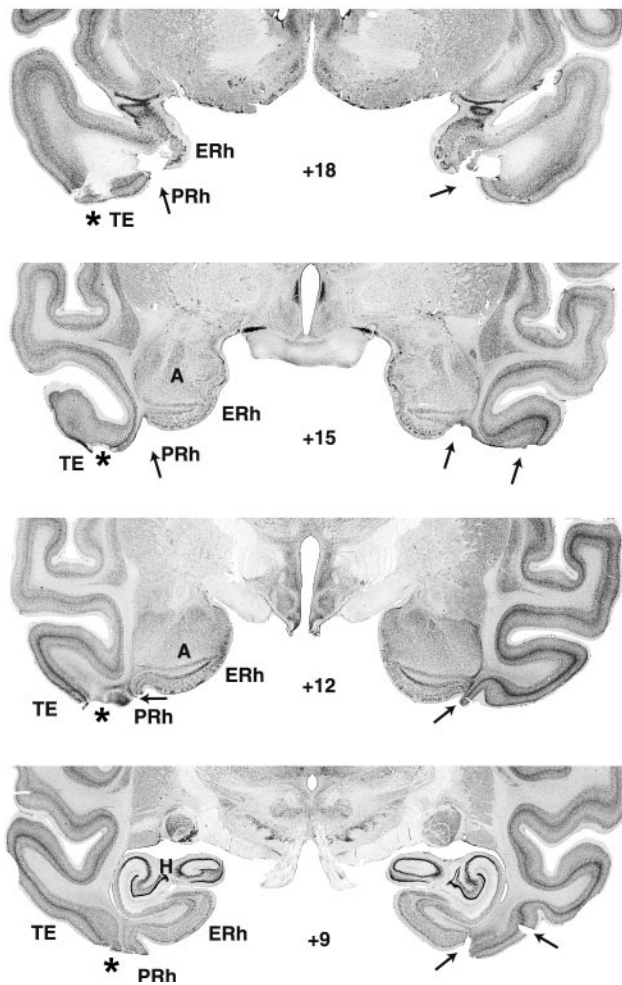 ERh
+18
PRh
* TE
A
ERh
+15
TE * PRh
A
ERh
+12
TE * PRh
H
TE
ERh
+9
* PRh